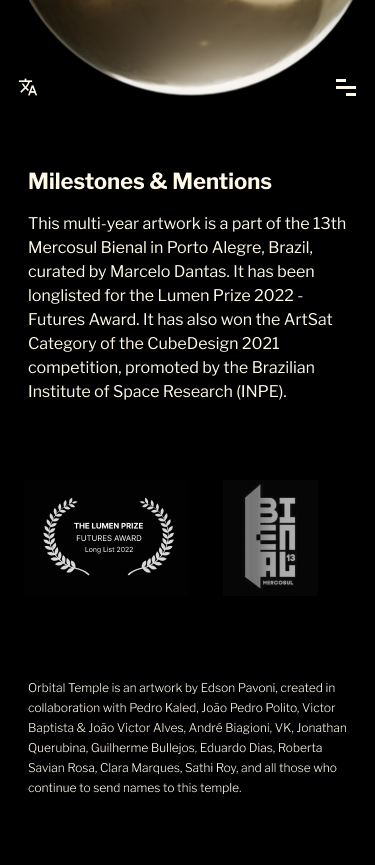 Milestones & Mentions
This multi-year artwork is a part of the 13th
Mercosul Bienal in Porto Alegre, Brazil,
curated by Marcelo Dantas. It has been
longlisted for the Lumen Prize 2022 -
Futures Award. It has also won the ArtSat
Category of the CubeDesign 2021
competition, promoted by the Brazilian
Institute of Space Research (INPE).
THE LUMEN PRIZE
FUTURES AWARD
Long List 2022
BI
EN
AL
13
MERCOSUL
Orbital Temple is an artwork by Edson Pavoni, created in
collaboration with Pedro Kaled, João Pedro Polito, Victor
Baptista & João Victor Alves, André Biagioni, VK, Jonathan
Querubina, Guilherme Bullejos, Eduardo Dias, Roberta
Savian Rosa, Clara Marques, Sathi Roy, and all those who
continue to send names to this temple.